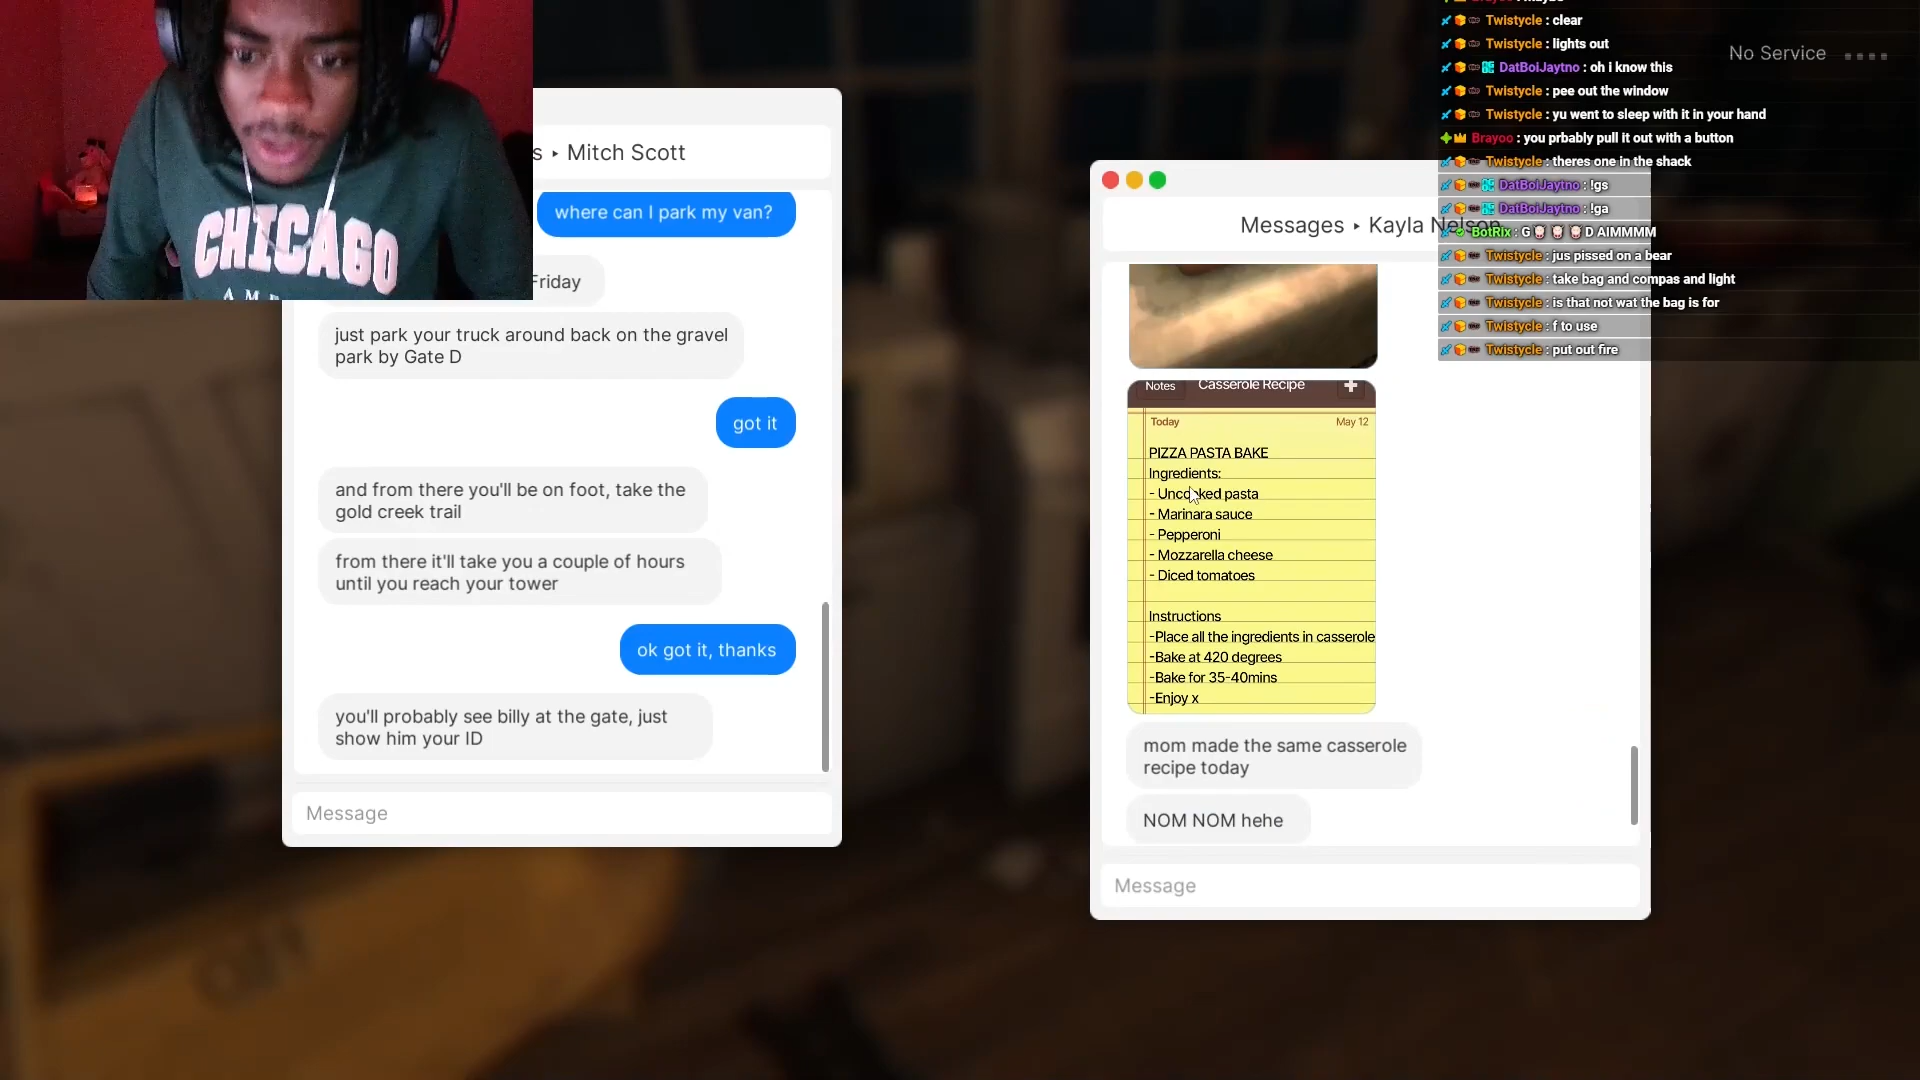 CHICAGO
s ▸ Mitch Scott
where can I park my van?
Friday
just park your truck around back on the gravel
park by Gate D
got it
and from there you'll be on foot, take the
gold creek trail
from there it'll take you a couple of hours
until you reach your tower
ok got it, thanks
you'll probably see billy at the gate, just
show him your ID
Message
Messages ▸ Kayla Nelson
Notes Casserole Recipe +
Today May 12
PIZZA PASTA BAKE
Ingredients:
- Uncooked pasta
- Marinara sauce
- Pepperoni
- Mozzarella cheese
- Diced tomatoes
Instructions
-Place all the ingredients in casserole
-Bake at 420 degrees
-Bake for 35-40mins
-Enjoy x
mom made the same casserole
recipe today
NOM NOM hehe
Message
No Service
Twistycle : clear
Twistycle : lights out
DatBoiJaytno : oh i know this
Twistycle : pee out the window
Twistycle : yu went to sleep with it in your hand
Brayoo : you prbably pull it out with a button
Twistycle : theres one in the shack
DatBoiJaytno : !gs
DatBoiJaytno : !ga
BotRix : G🐷🐷🐷D AIMMMM
Twistycle : jus pissed on a bear
Twistycle : take bag and compas and light
Twistycle : is that not wat the bag is for
Twistycle : f to use
Twistycle : put out fire